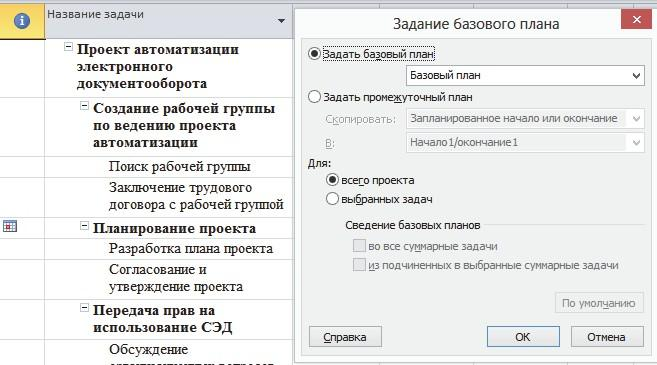 Название задачи
Проект автоматизации
электронного
документооборота
Создание рабочей группы
по ведению проекта
автоматизации
Поиск рабочей группы
Заключение трудового
договора с рабочей группой
Планирование проекта
Разработка плана проекта
Согласование и
утверждение проекта
Передача прав на
использование СЭД
Обсуждение
Задание базового плана
Задать базовый план
Базовый план
Задать промежуточный план
Скопировать: Запланированное начало или окончание
В: Начало1/окончание1
Для:
всего проекта
выбранных задач
Сведение базовых планов
во все суммарные задачи
из подчиненных в выбранные суммарные задачи
По умолчанию
Справка ОК Отмена